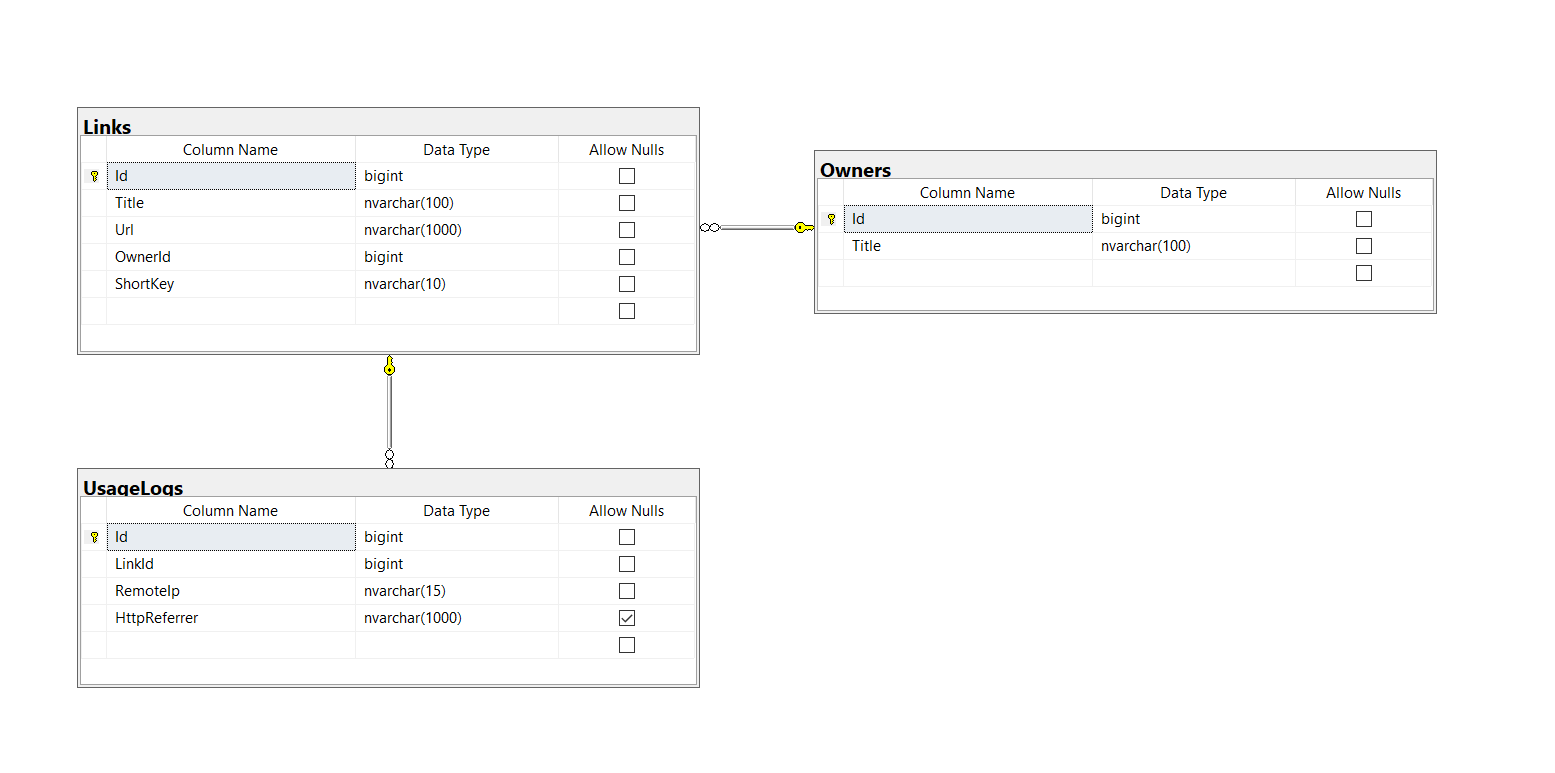 Links
Column Name Data Type Allow Nulls
Id bigint
Title nvarchar(100)
Url nvarchar(1000)
OwnerId bigint
ShortKey nvarchar(10)
Owners
Column Name Data Type Allow Nulls
Id bigint
Title nvarchar(100)
UsageLogs
Column Name Data Type Allow Nulls
Id bigint
LinkId bigint
RemoteIp nvarchar(15)
HttpReferrer nvarchar(1000)